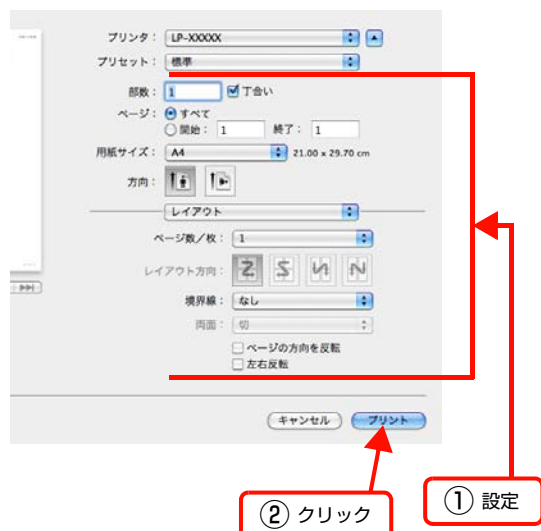 プリンタ： LP-XXXXX
プリセット： 標準
部数： 1 丁合い
ページ： すべて
開始： 1 終了： 1
用紙サイズ： A4 21.00 x 29.70 cm
方向：
レイアウト
ページ数／枚： 1
レイアウト方向：
境界線： なし
両面： 切
ページの方向を反転
左右反転
キャンセル プリント
② クリック
① 設定